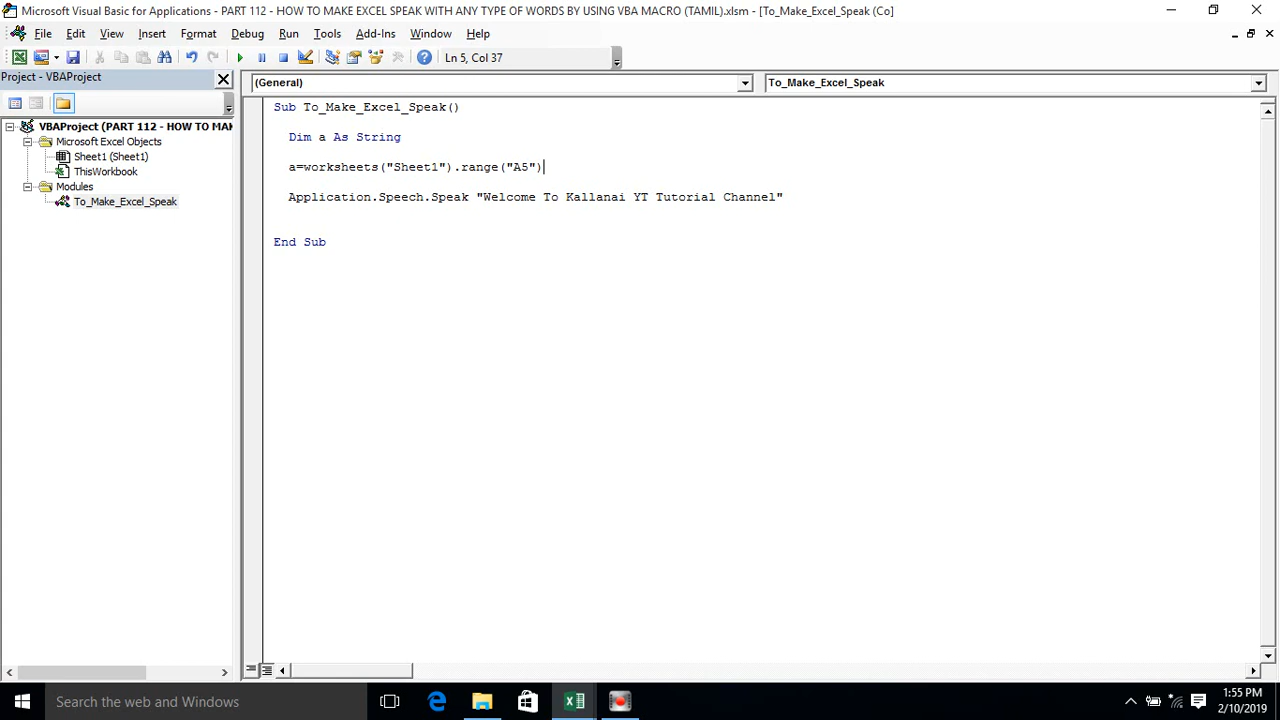 Microsoft Visual Basic for Applications - PART 112 - HOW TO MAKE EXCEL SPEAK WITH ANY TYPE OF WORDS BY USING VBA MACRO (TAMIL).xlsm - [To_Make_Excel_Speak (Co]
File Edit View Insert Format Debug Run Tools Add-Ins Window Help
Ln 5, Col 37
Project - VBAProject
(General) To_Make_Excel_Speak
VBAProject (PART 112 - HOW TO MAK
Microsoft Excel Objects
Sheet1 (Sheet1)
ThisWorkbook
Modules
To_Make_Excel_Speak
Sub To_Make_Excel_Speak()
Dim a As String
a=worksheets("Sheet1").range("A5")
Application.Speech.Speak "Welcome To Kallanai YT Tutorial Channel"
End Sub
Search the web and Windows
1:55 PM
2/10/2019